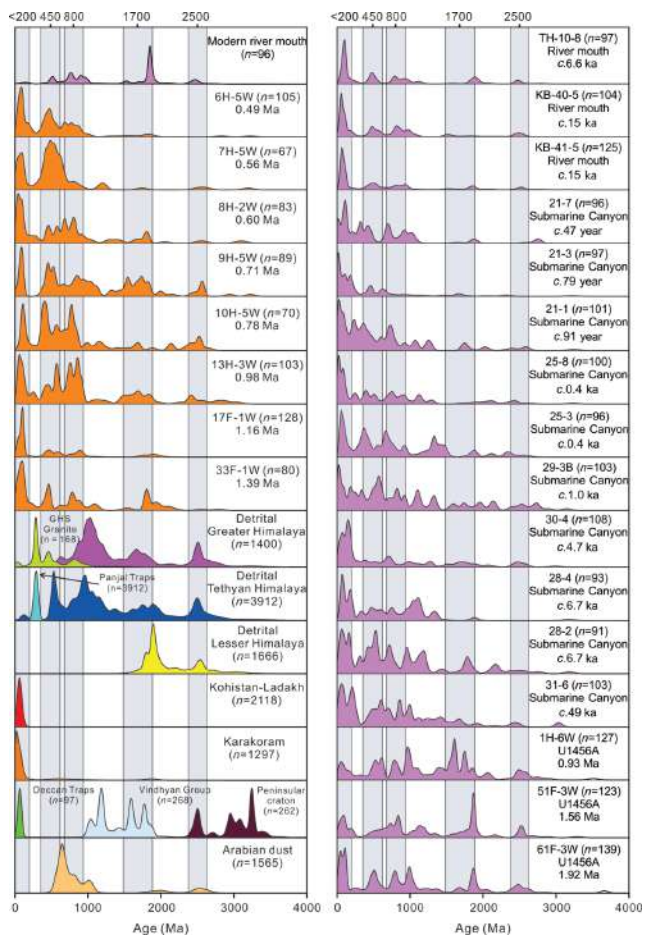 <200 450 800 1700 2500
Modern river mouth
(n=96)
6H-5W (n=105)
0.49 Ma
7H-5W (n=67)
0.56 Ma
8H-2W (n=83)
0.60 Ma
9H-5W (n=89)
0.71 Ma
10H-5W (n=70)
0.78 Ma
13H-3W (n=103)
0.98 Ma
17F-1W (n=128)
1.16 Ma
33F-1W (n=80)
1.39 Ma
GHS
Granite
(n = 168)
Detrital
Greater Himalaya
(n=1400)
Panjal Traps
(n=3912)
Detrital
Tethyan Himalaya
(n=3912)
Detrital
Lesser Himalaya
(n=1666)
Kohistan-Ladakh
(n=2118)
Karakoram
(n=1297)
Deccan Traps
(n=97)
Vindhyan Group
(n=268)
Peninsular
craton
(n=262)
Arabian dust
(n=1565)
0 1000 2000 3000 4000
Age (Ma)
<200 450 800 1700 2500
TH-10-8 (n=97)
River mouth
c.6.6 ka
KB-40-5 (n=104)
River mouth
c.15 ka
KB-41-5 (n=125)
River mouth
c.15 ka
21-7 (n=96)
Submarine Canyon
c.47 year
21-3 (n=97)
Submarine Canyon
c.79 year
21-1 (n=101)
Submarine Canyon
c.91 year
25-8 (n=100)
Submarine Canyon
c.0.4 ka
25-3 (n=96)
Submarine Canyon
c.0.4 ka
29-3B (n=103)
Submarine Canyon
c.1.0 ka
30-4 (n=108)
Submarine Canyon
c.4.7 ka
28-4 (n=93)
Submarine Canyon
c.6.7 ka
28-2 (n=91)
Submarine Canyon
c.6.7 ka
31-6 (n=103)
Submarine Canyon
c.49 ka
1H-6W (n=127)
U1456A
0.93 Ma
51F-3W (n=123)
U1456A
1.56 Ma
61F-3W (n=139)
U1456A
1.92 Ma
0 1000 2000 3000 4000
Age (Ma)